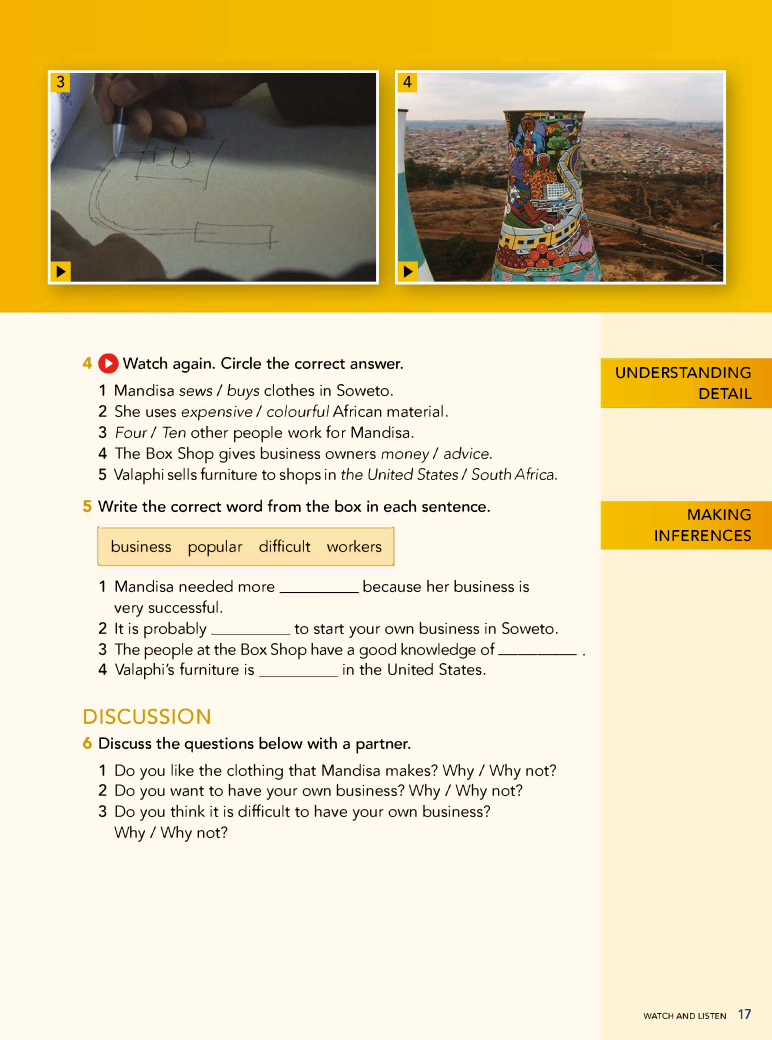 3
4
4 Watch again. Circle the correct answer.
1 Mandisa sews / buys clothes in Soweto.
2 She uses expensive / colourful African material.
3 Four / Ten other people work for Mandisa.
4 The Box Shop gives business owners money / advice.
5 Valaphi sells furniture to shops in the United States / South Africa.
UNDERSTANDING
DETAIL
5 Write the correct word from the box in each sentence.
business popular difficult workers
1 Mandisa needed more __________ because her business is
very successful.
2 It is probably __________ to start your own business in Soweto.
3 The people at the Box Shop have a good knowledge of __________ .
4 Valaphi's furniture is __________ in the United States.
MAKING
INFERENCES
DISCUSSION
6 Discuss the questions below with a partner.
1 Do you like the clothing that Mandisa makes? Why / Why not?
2 Do you want to have your own business? Why / Why not?
3 Do you think it is difficult to have your own business?
Why / Why not?
WATCH AND LISTEN 17